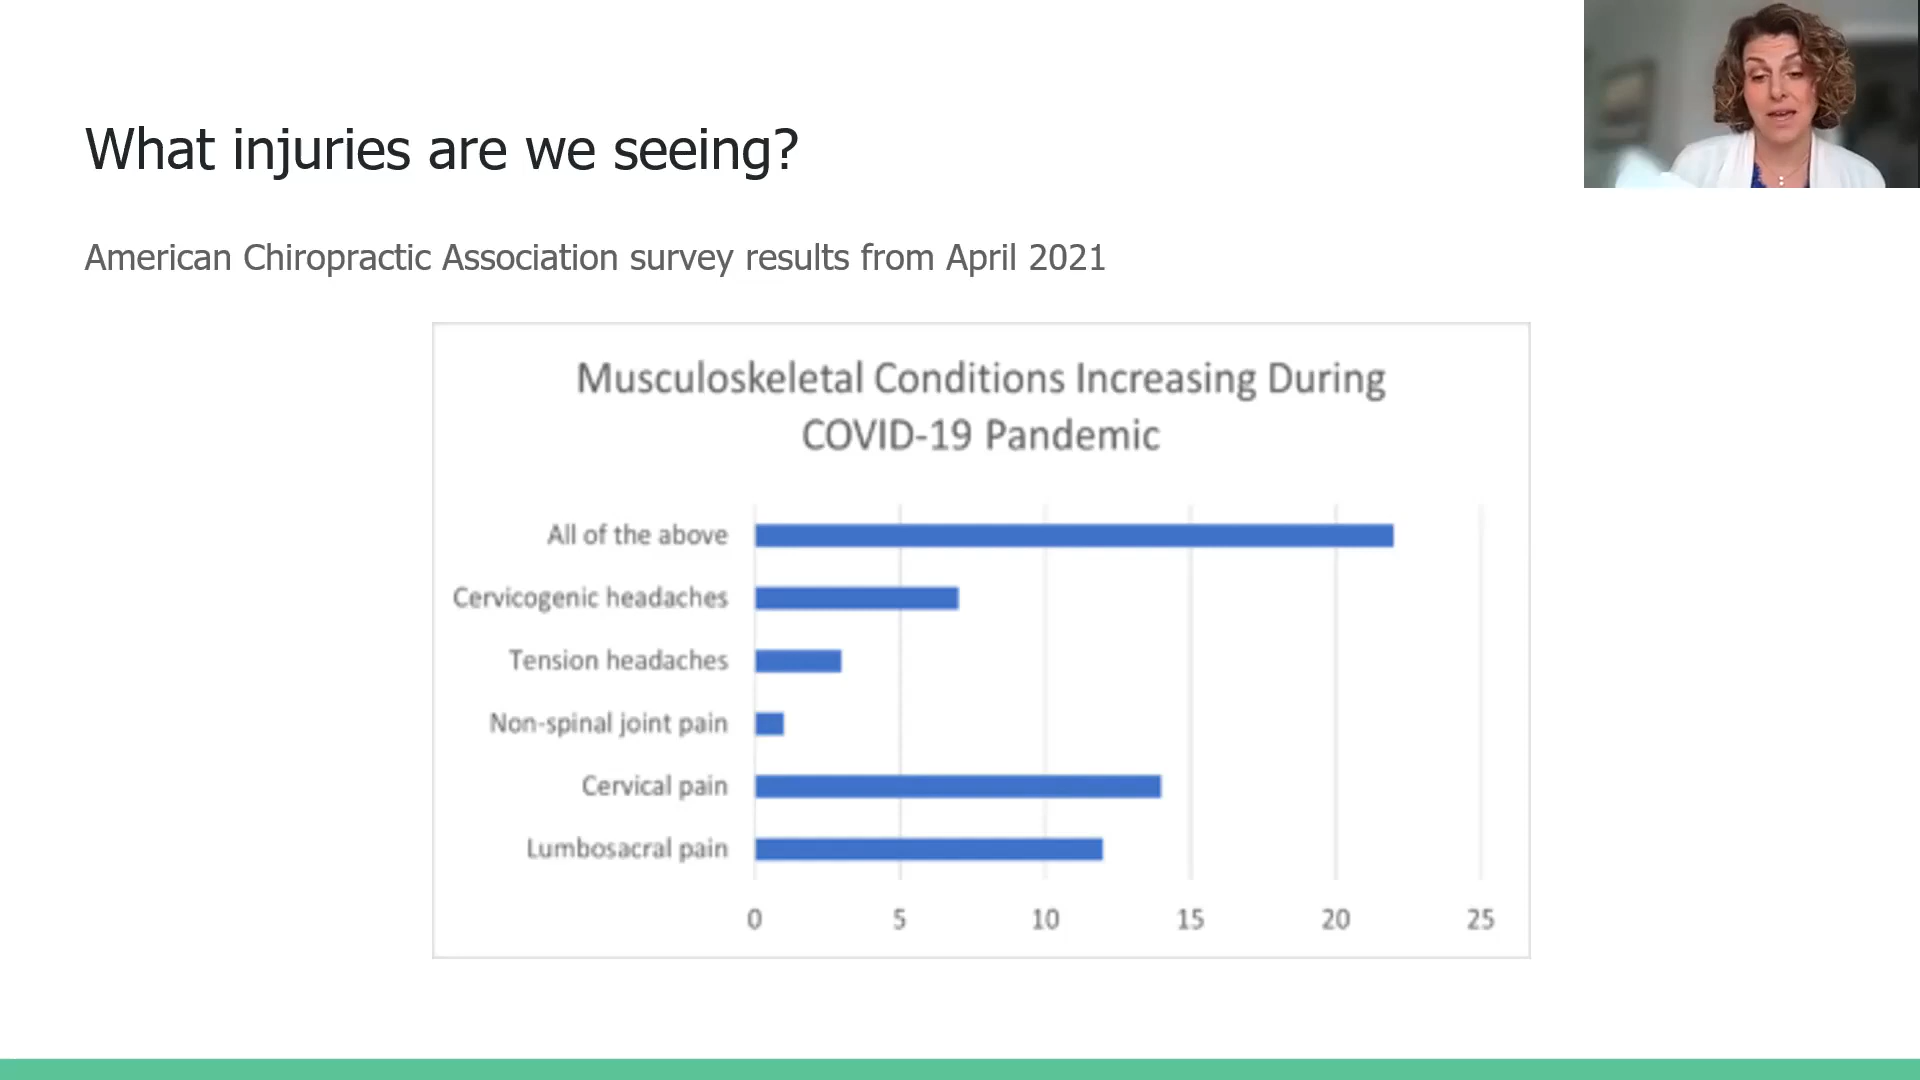 What injuries are we seeing?
American Chiropractic Association survey results from April 2021
Musculoskeletal Conditions Increasing During
COVID-19 Pandemic
All of the above
Cervicogenic headaches
Tension headaches
Non-spinal joint pain
Cervical pain
Lumbosacral pain
0 5 10 15 20 25